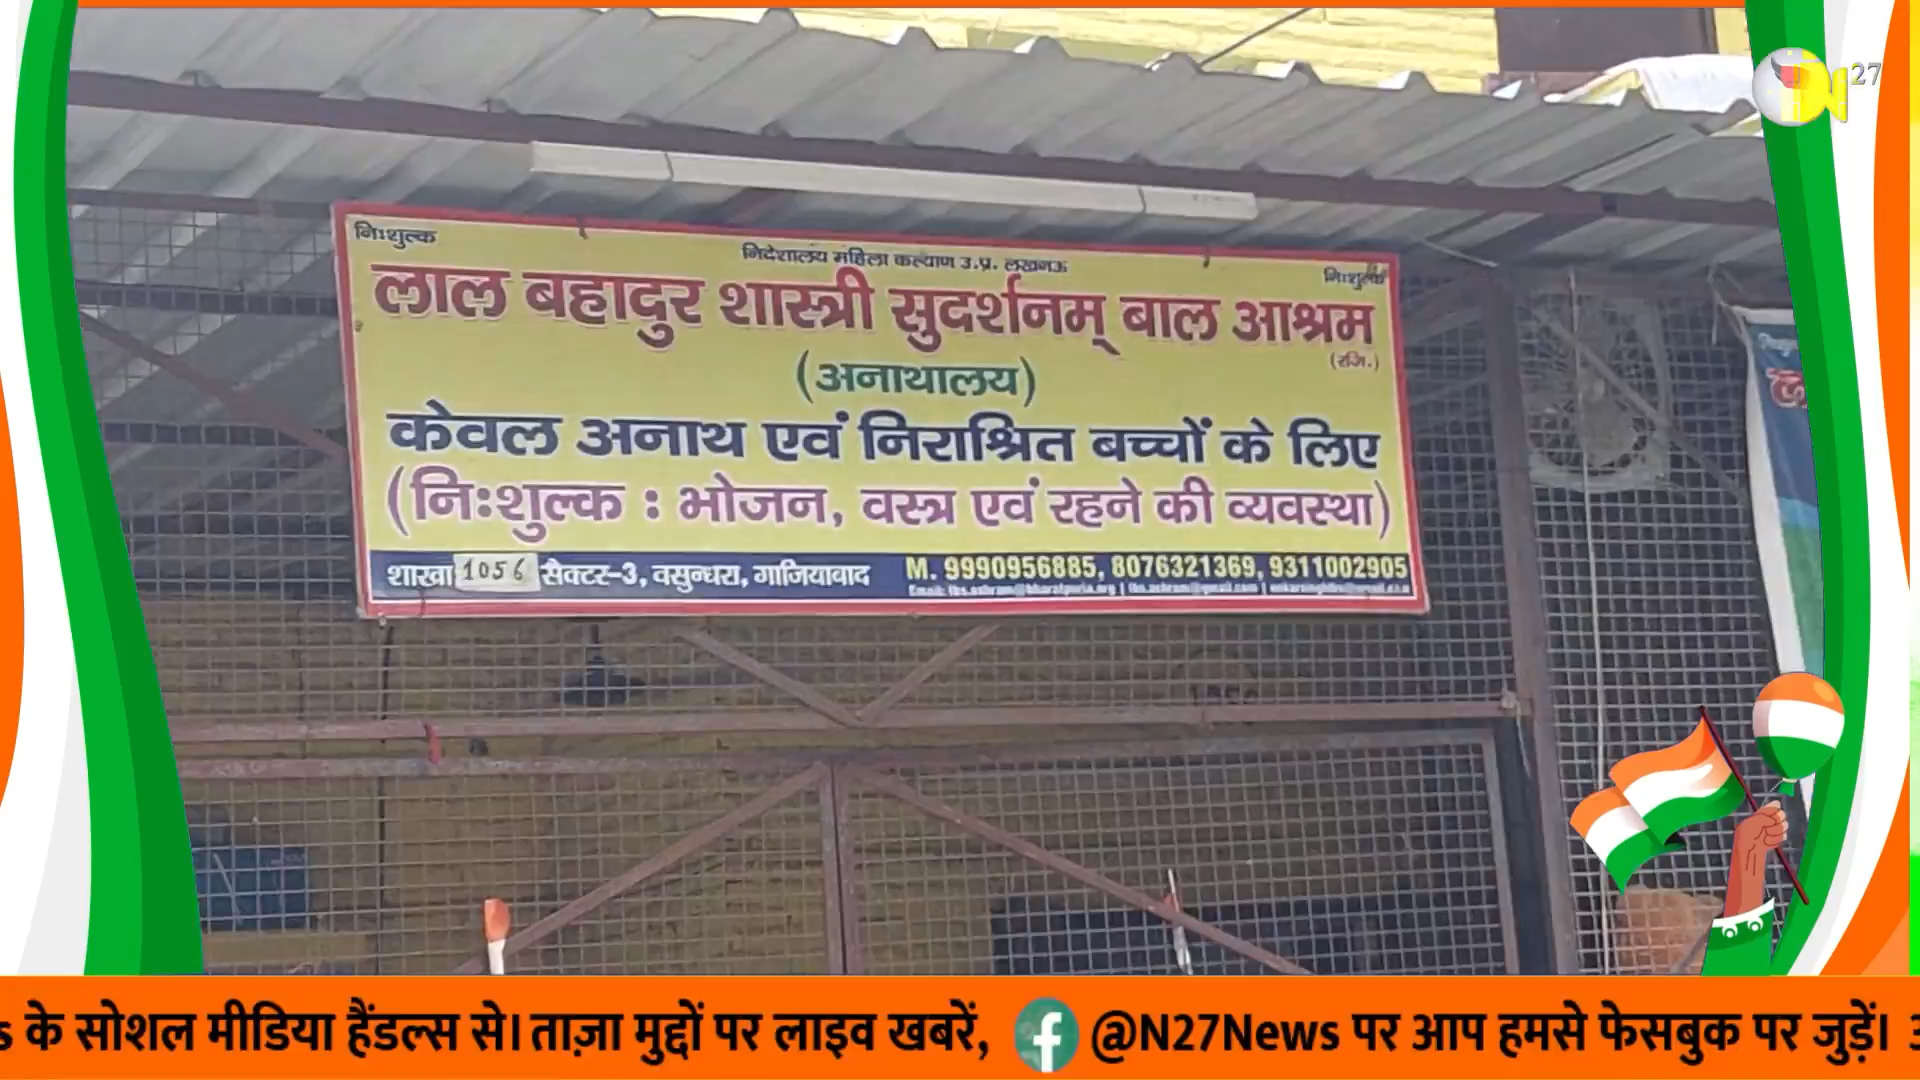 27
निःशुल्क
निदेशालय महिला कल्याण उ.प्र. लखनऊ
निःशुल्क
लाल बहादुर शास्त्री सुदर्शनम् बाल आश्रम
(रजि.)
(अनाथालय)
केवल अनाथ एवं निराश्रित बच्चों के लिए
(निःशुल्क : भोजन, वस्त्र एवं रहने की व्यवस्था)
शाखा 1056 सैक्टर-3, वसुन्धरा, गाजियाबाद
M. 9990956885, 8076321369, 9311002905
Email:
s के सोशल मीडिया हैंडल्स से। ताज़ा मुद्दों पर लाइव खबरें, @N27News पर आप हमसे फेसबुक पर जुड़ें।